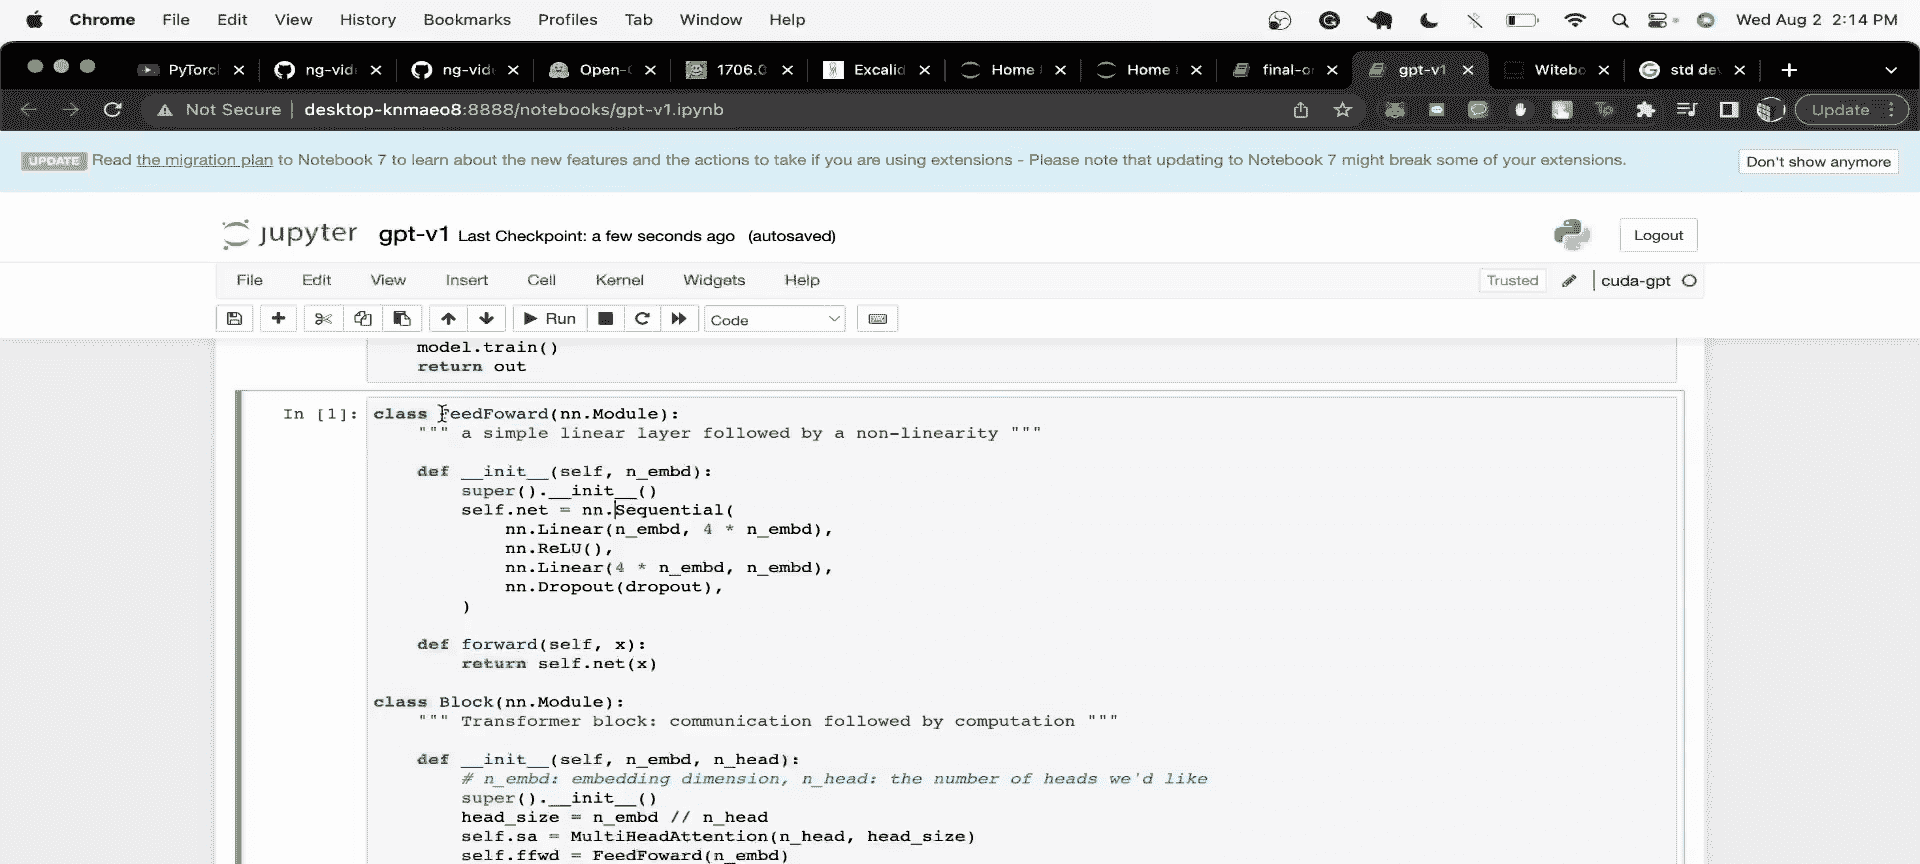 Chrome File Edit View History Bookmarks Profiles Tab Window Help Wed Aug 2 2:14 PM
PyTorc ng-vid ng-vid Open- 1706.0 Excalid Home Home final-o gpt-v1 Witebo std de
Not Secure desktop-knmaeo8:8888/notebooks/gpt-v1.ipynb Update
UPDATE Read the migration plan to Notebook 7 to learn about the new features and the actions to take if you are using extensions - Please note that updating to Notebook 7 might break some of your extensions. Don't show anymore
jupyter gpt-v1 Last Checkpoint: a few seconds ago (autosaved) Logout
File Edit View Insert Cell Kernel Widgets Help Trusted cuda-gpt
Run Code
model.train()
return out
In [1]: class FeedFoward(nn.Module):
""" a simple linear layer followed by a non-linearity """
def __init__(self, n_embd):
super().__init__()
self.net = nn.Sequential(
nn.Linear(n_embd, 4 * n_embd),
nn.ReLU(),
nn.Linear(4 * n_embd, n_embd),
nn.Dropout(dropout),
)
def forward(self, x):
return self.net(x)
class Block(nn.Module):
""" Transformer block: communication followed by computation """
def __init__(self, n_embd, n_head):
# n_embd: embedding dimension, n_head: the number of heads we'd like
super().__init__()
head_size = n_embd // n_head
self.sa = MultiHeadAttention(n_head, head_size)
self.ffwd = FeedFoward(n_embd)